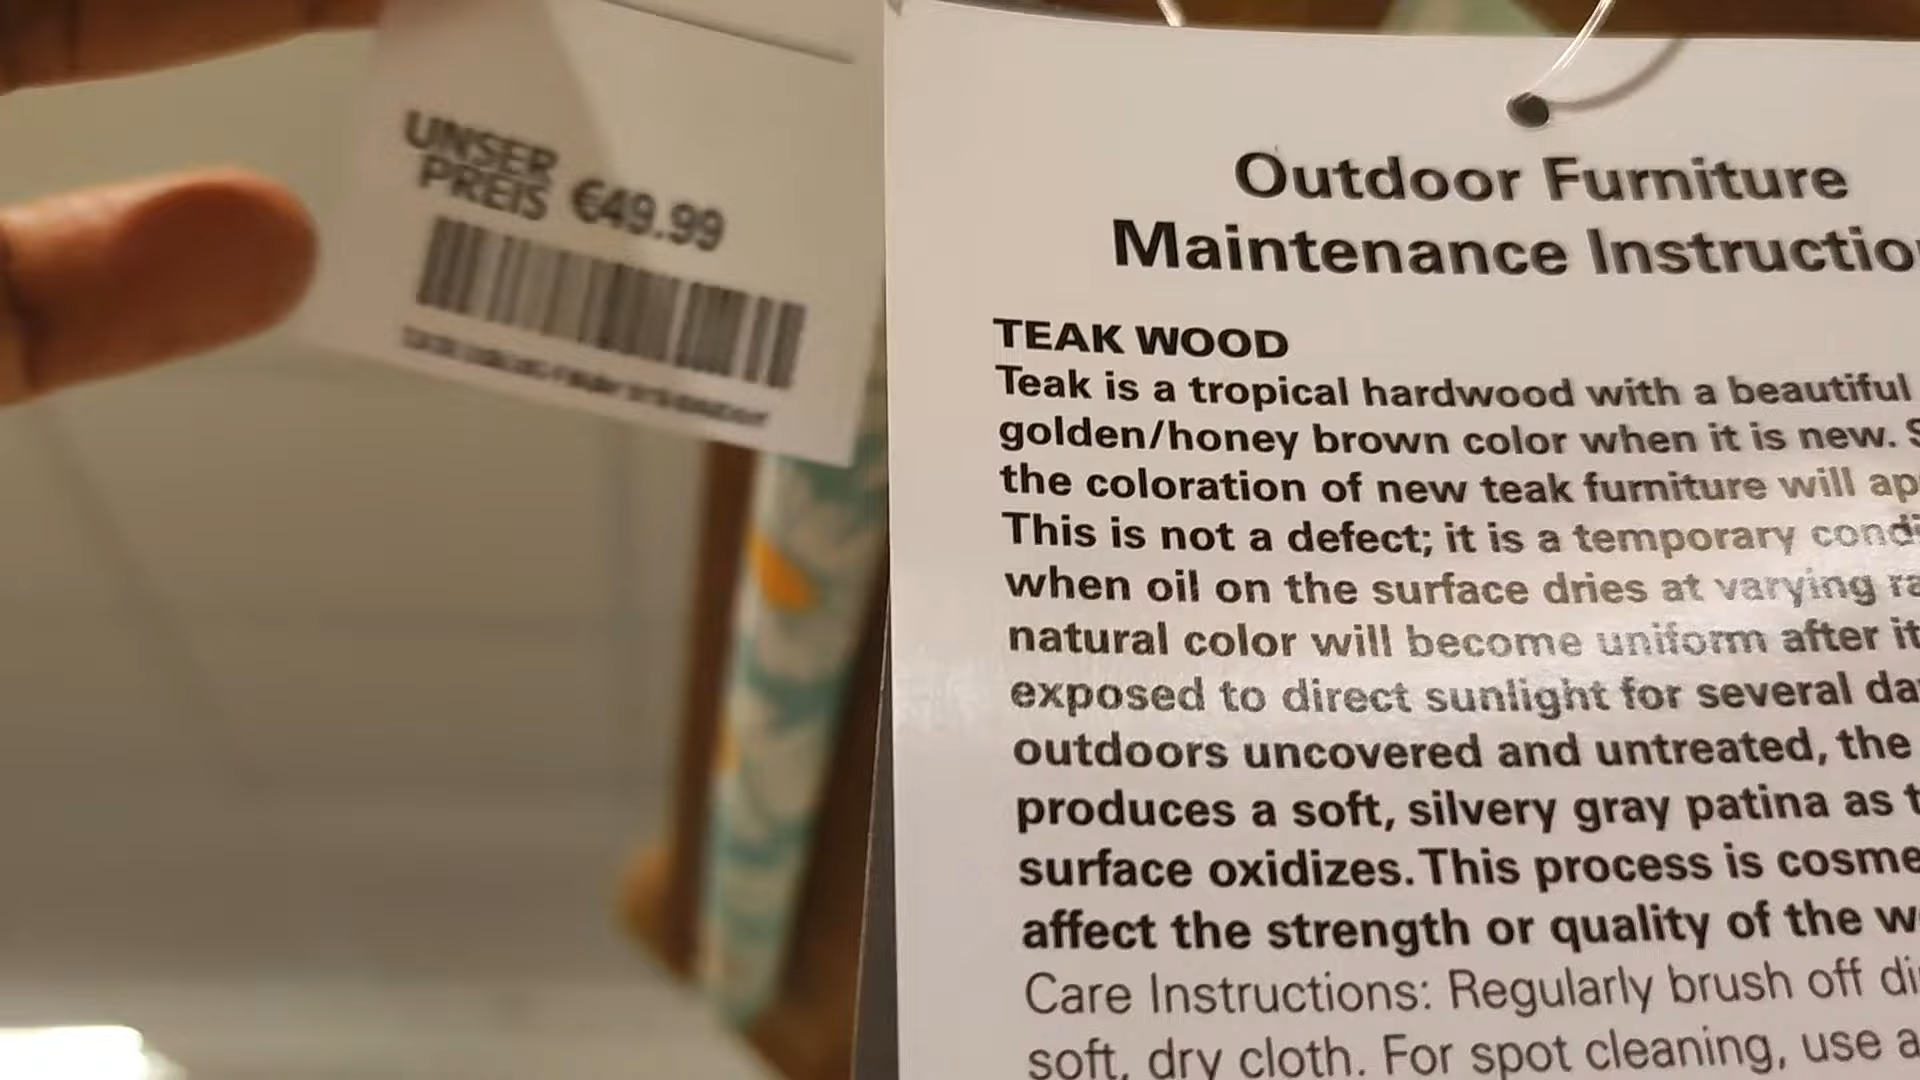 UNSER
PREIS €49.99
Outdoor Furniture
Maintenance Instructio
TEAK WOOD
Teak is a tropical hardwood with a beautiful
golden/honey brown color when it is new. S
the coloration of new teak furniture will ap
This is not a defect; it is a temporary condi
when oil on the surface dries at varying ra
natural color will become uniform after it
exposed to direct sunlight for several da
outdoors uncovered and untreated, the
produces a soft, silvery gray patina as t
surface oxidizes. This process is cosme
affect the strength or quality of the w
Care Instructions: Regularly brush off di
soft, dry cloth. For spot cleaning, use a